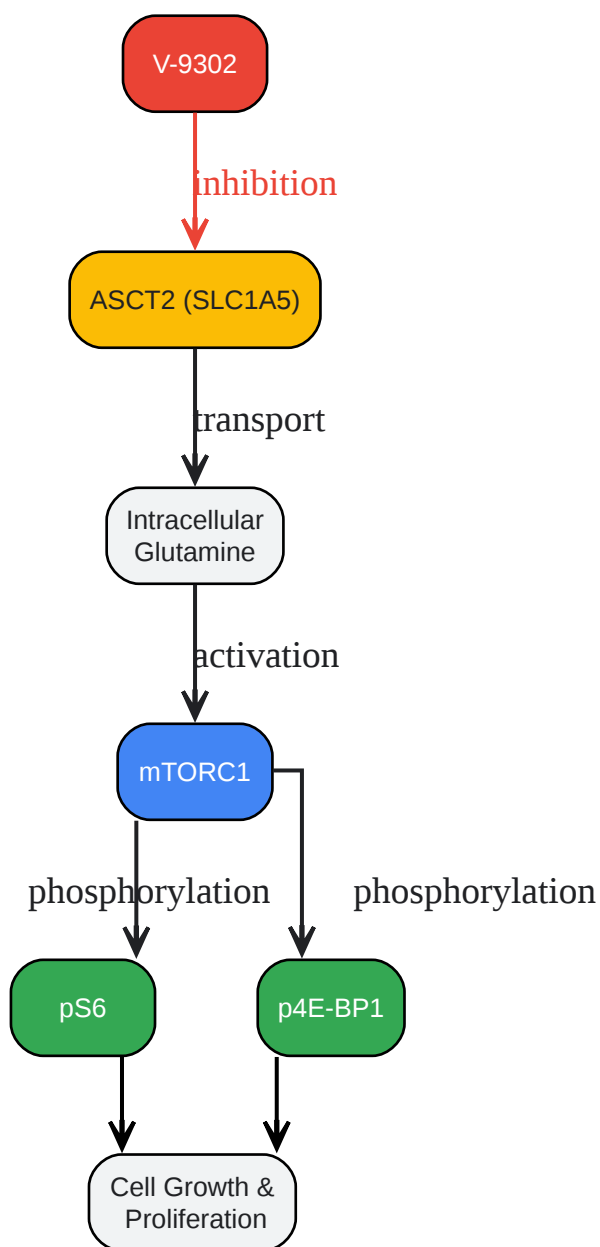 V-9302
inhibition
ASCT2 (SLC1A5)
transport
Intracellular
Glutamine
activation
mTORC1
phosphorylation
phosphorylation
pS6
p4E-BP1
Cell Growth &
Proliferation